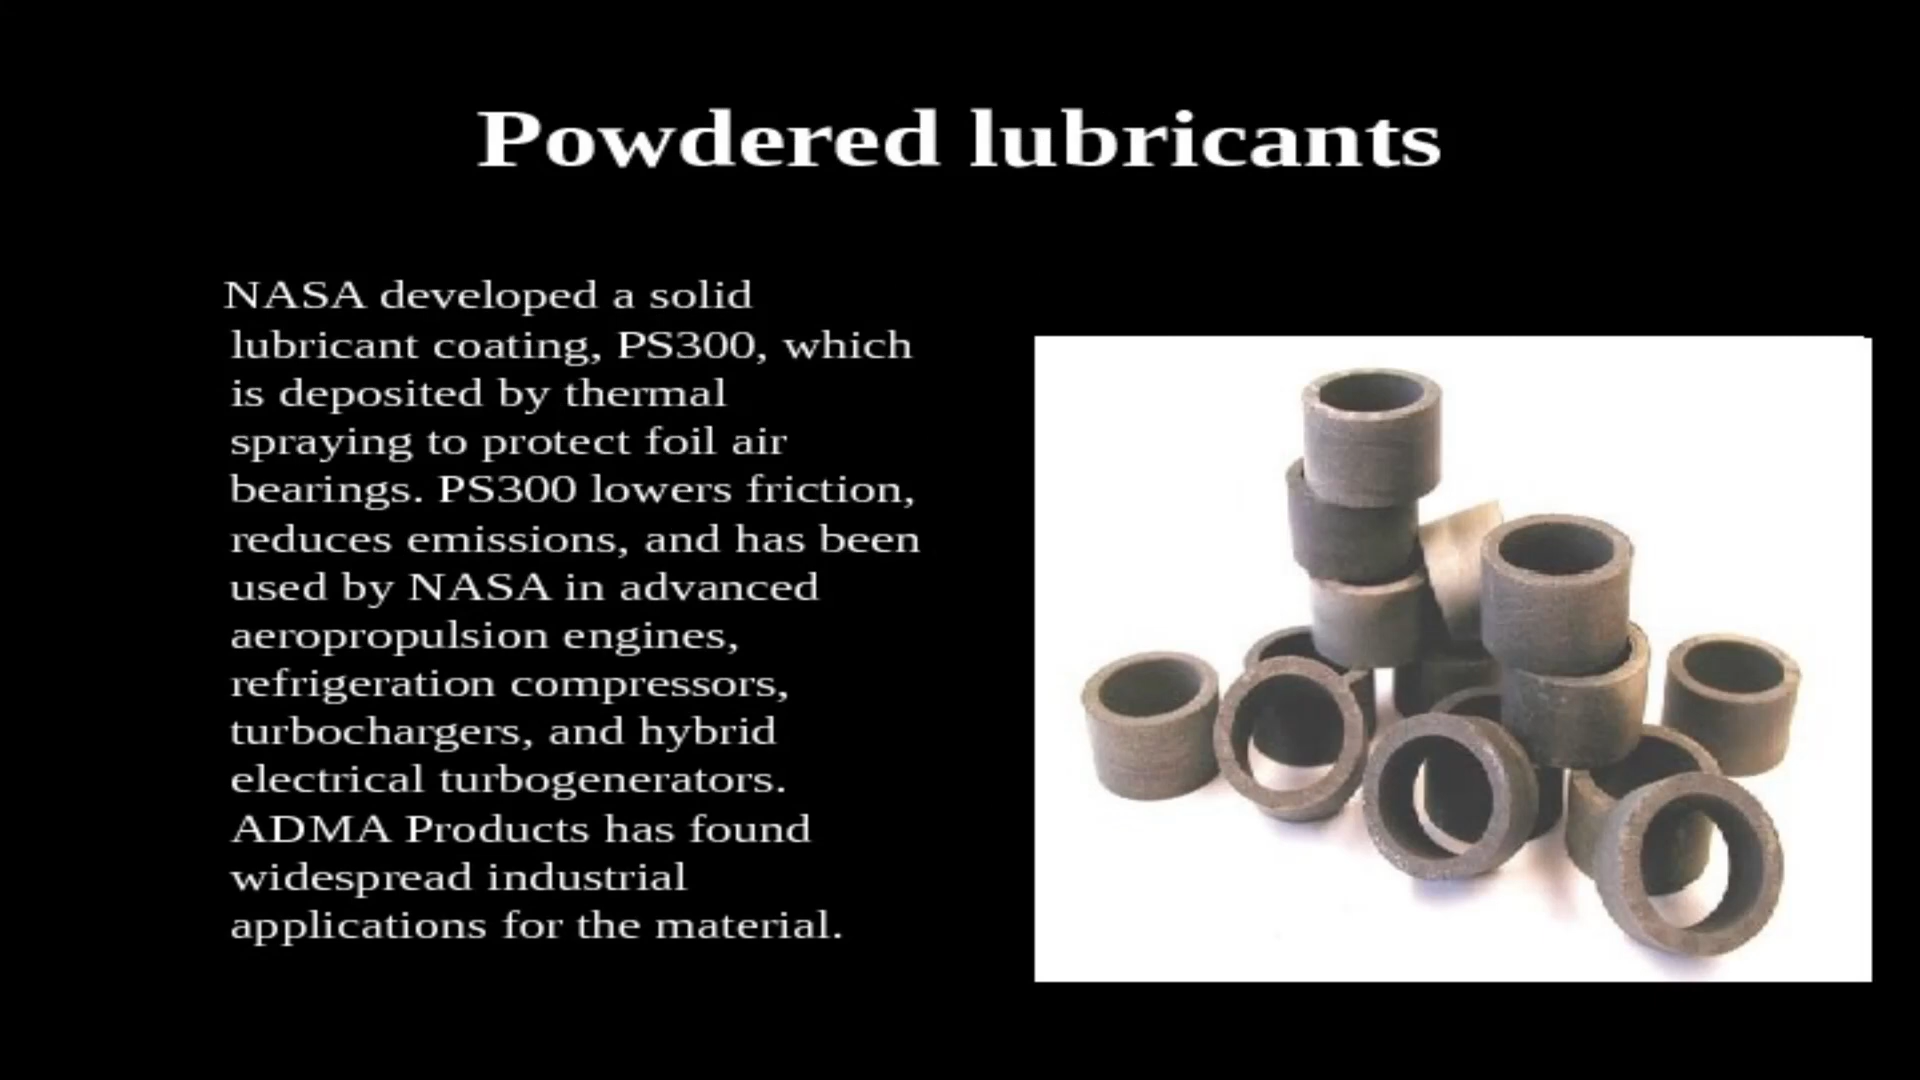 Powdered lubricants
NASA developed a solid
lubricant coating, PS300, which
is deposited by thermal
spraying to protect foil air
bearings. PS300 lowers friction,
reduces emissions, and has been
used by NASA in advanced
aeropropulsion engines,
refrigeration compressors,
turbochargers, and hybrid
electrical turbogenerators.
ADMA Products has found
widespread industrial
applications for the material.